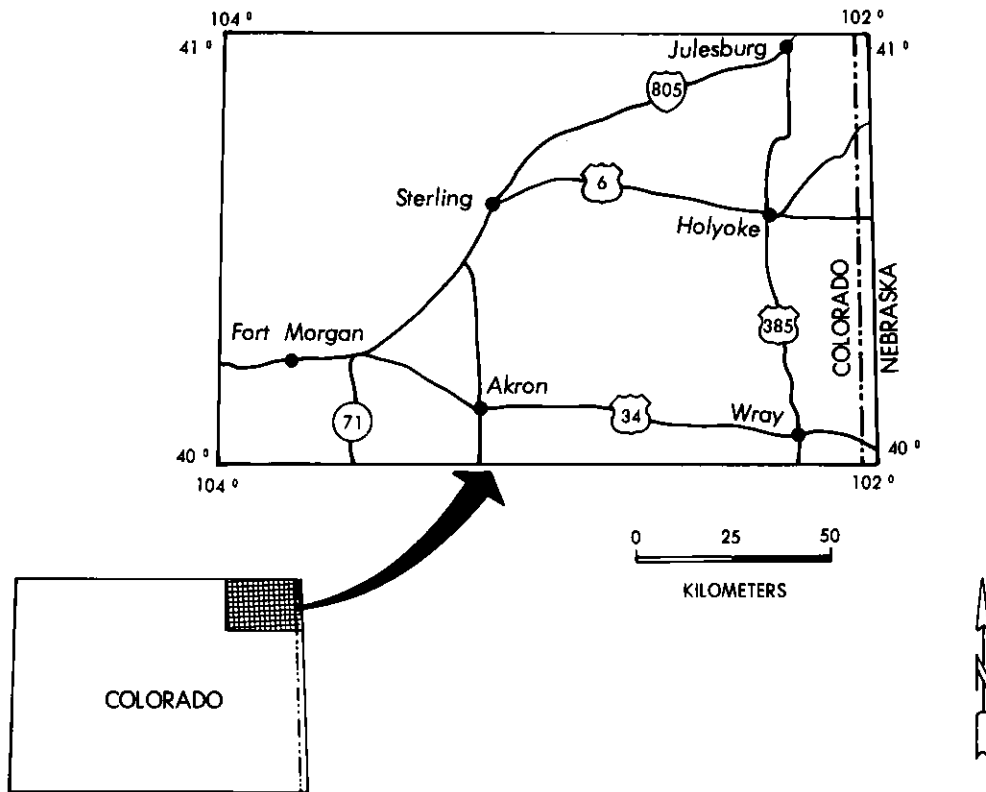 104°
102°
41°
Julesburg
41°
805
Sterling
6
Holyoke
COLORADO
NEBRASKA
385
Fort Morgan
Akron
71
34
Wray
40°
40°
104°
102°
0 25 50
KILOMETERS
COLORADO